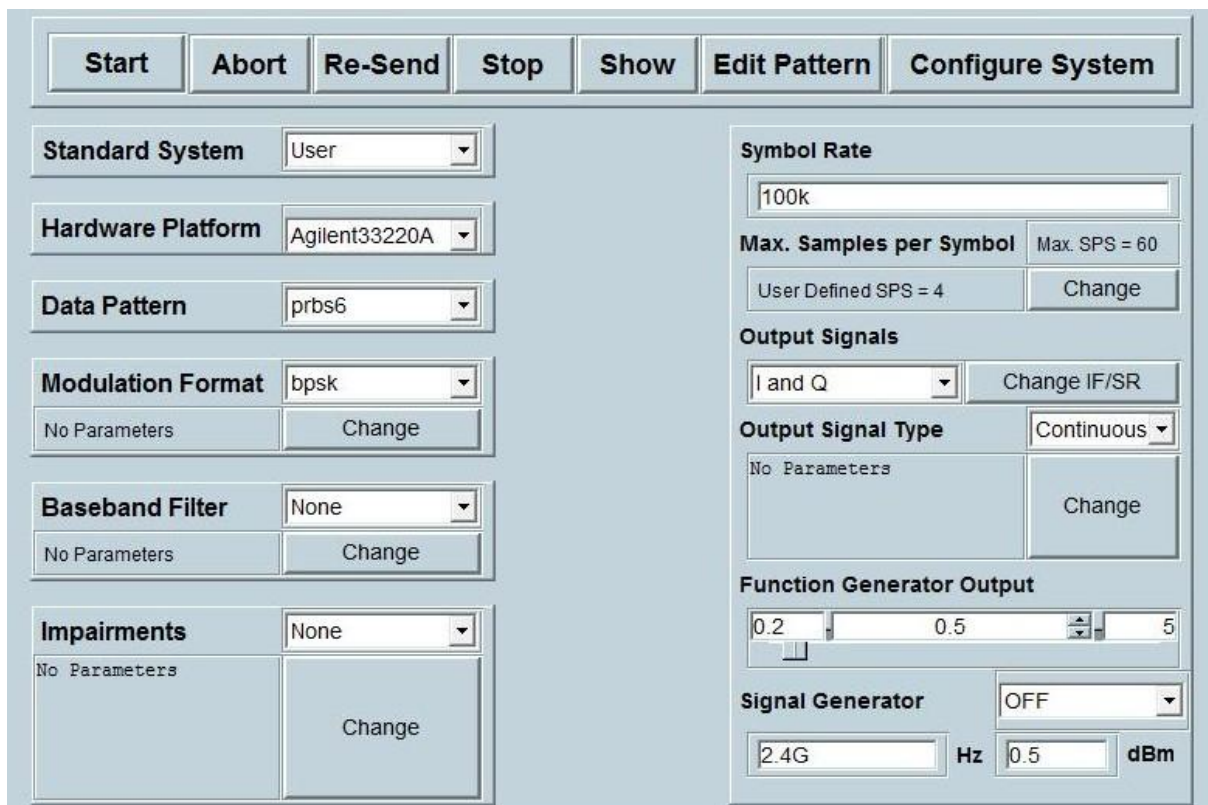 Start Abort Re-Send Stop Show Edit Pattern Configure System
Standard System User
Hardware Platform Agilent33220A
Data Pattern prbs6
Modulation Format bpsk
No Parameters Change
Baseband Filter None
No Parameters Change
Impairments None
No Parameters
Change
Symbol Rate
100k
Max. Samples per Symbol Max. SPS = 60
User Defined SPS = 4 Change
Output Signals
I and Q Change IF/SR
Output Signal Type Continuous
No Parameters
Change
Function Generator Output
0.2 - 0.5 - 5
Signal Generator OFF
2.4G Hz 0.5 dBm